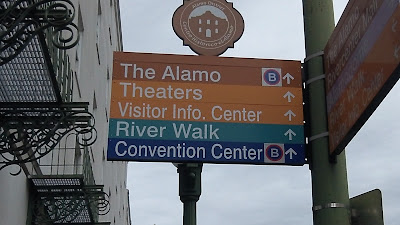 The Alamo B ↑
Theaters ↑
Visitor Info. Center ↑
River Walk ↑
Convention Center B ↑